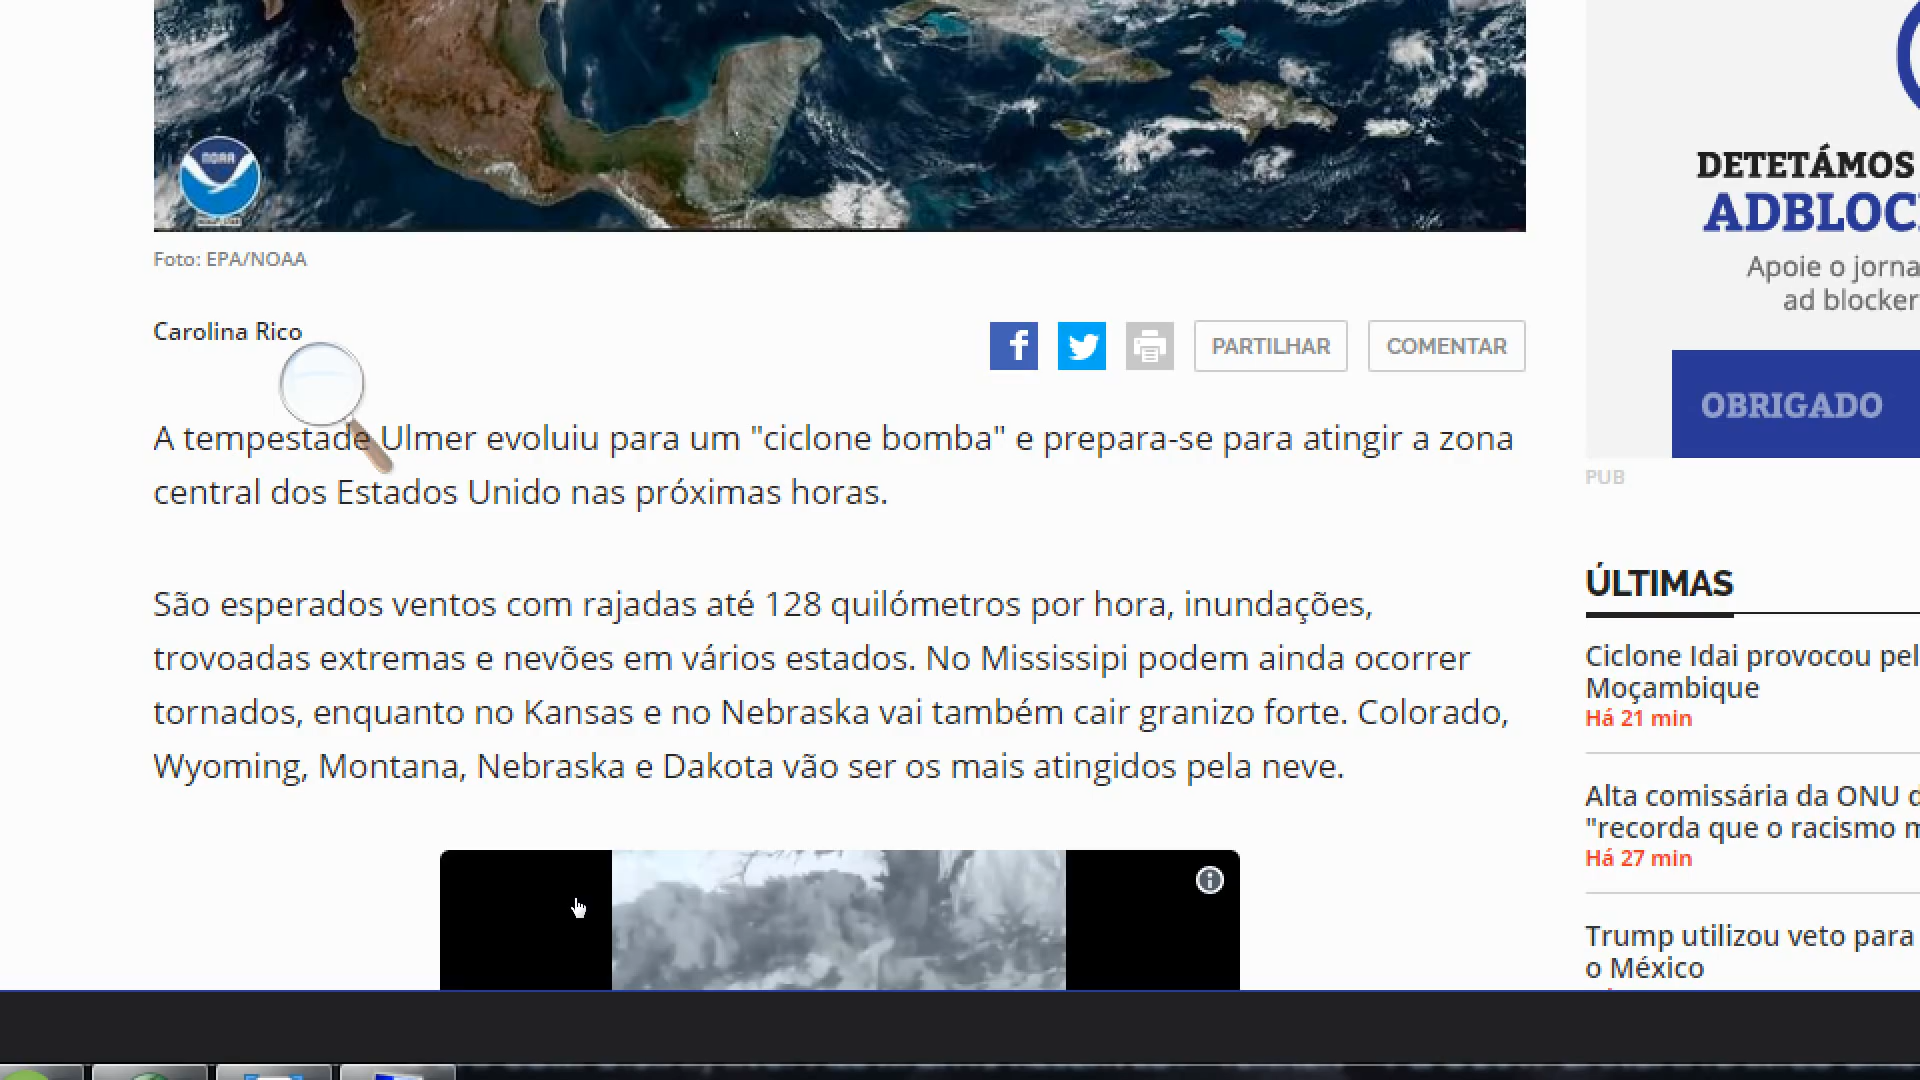 NOAA
Foto: EPA/NOAA
Carolina Rico
PARTILHAR
COMENTAR
A tempestade Ulmer evoluiu para um "ciclone bomba" e prepara-se para atingir a zona
central dos Estados Unido nas próximas horas.
São esperados ventos com rajadas até 128 quilómetros por hora, inundações,
trovoadas extremas e nevões em vários estados. No Mississipi podem ainda ocorrer
tornados, enquanto no Kansas e no Nebraska vai também cair granizo forte. Colorado,
Wyoming, Montana, Nebraska e Dakota vão ser os mais atingidos pela neve.
DETETÁMOS
ADBLOC
Apoie o jorna
ad blocker
OBRIGADO
PUB
ÚLTIMAS
Ciclone Idai provocou pel
Moçambique
Há 21 min
Alta comissária da ONU d
"recorda que o racismo m
Há 27 min
Trump utilizou veto para
o México